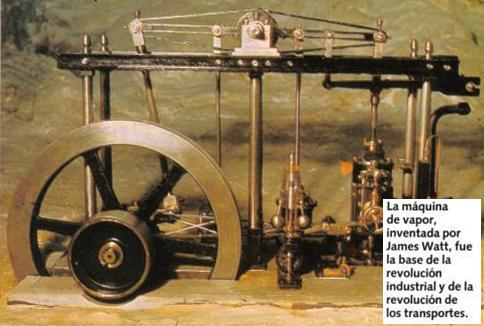 La máquina
de vapor,
inventada por
James Watt, fue
la base de la
revolución
industrial y de la
revolución de
los transportes.